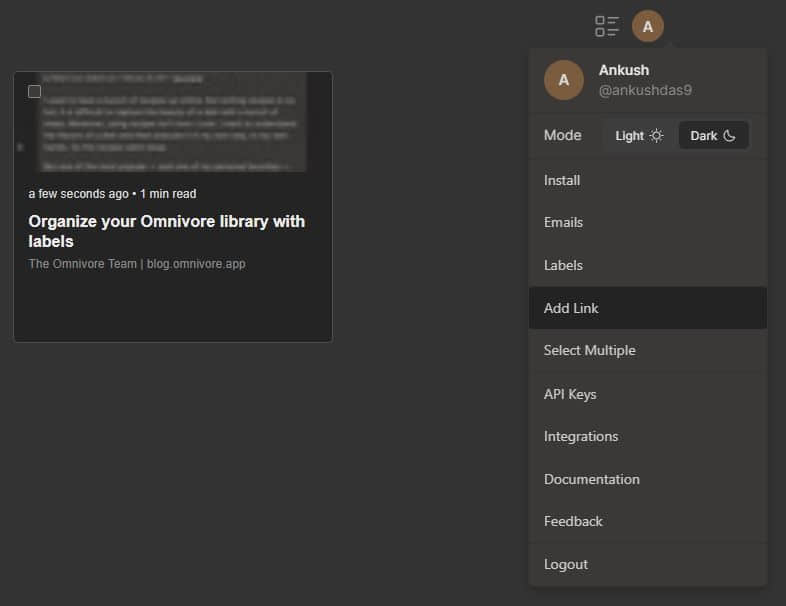 A
A
Ankush
@ankushdas9
Mode
Light
Dark
a few seconds ago • 1 min read
Organize your Omnivore library with
labels
The Omnivore Team | blog.omnivore.app
Install
Emails
Labels
Add Link
Select Multiple
API Keys
Integrations
Documentation
Feedback
Logout